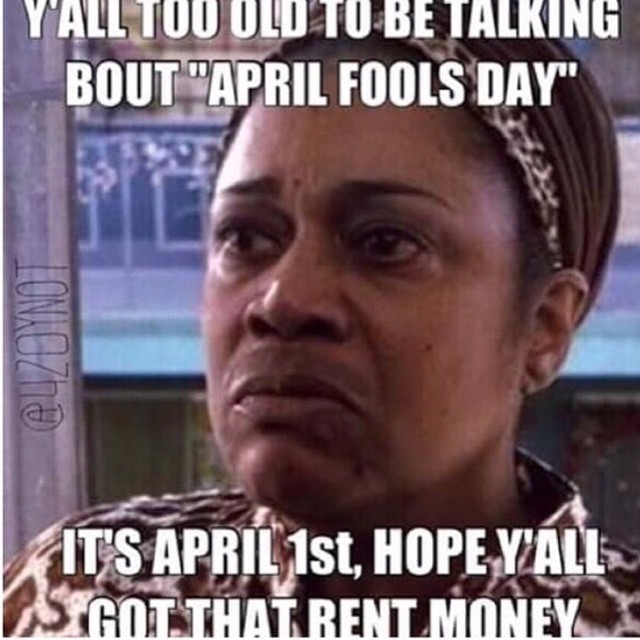 Y'ALL TOO OLD TO BE TALKING
BOUT "APRIL FOOLS DAY"
@4ZOYNOT
IT'S APRIL 1st, HOPE Y'ALL
GOT THAT RENT MONEY